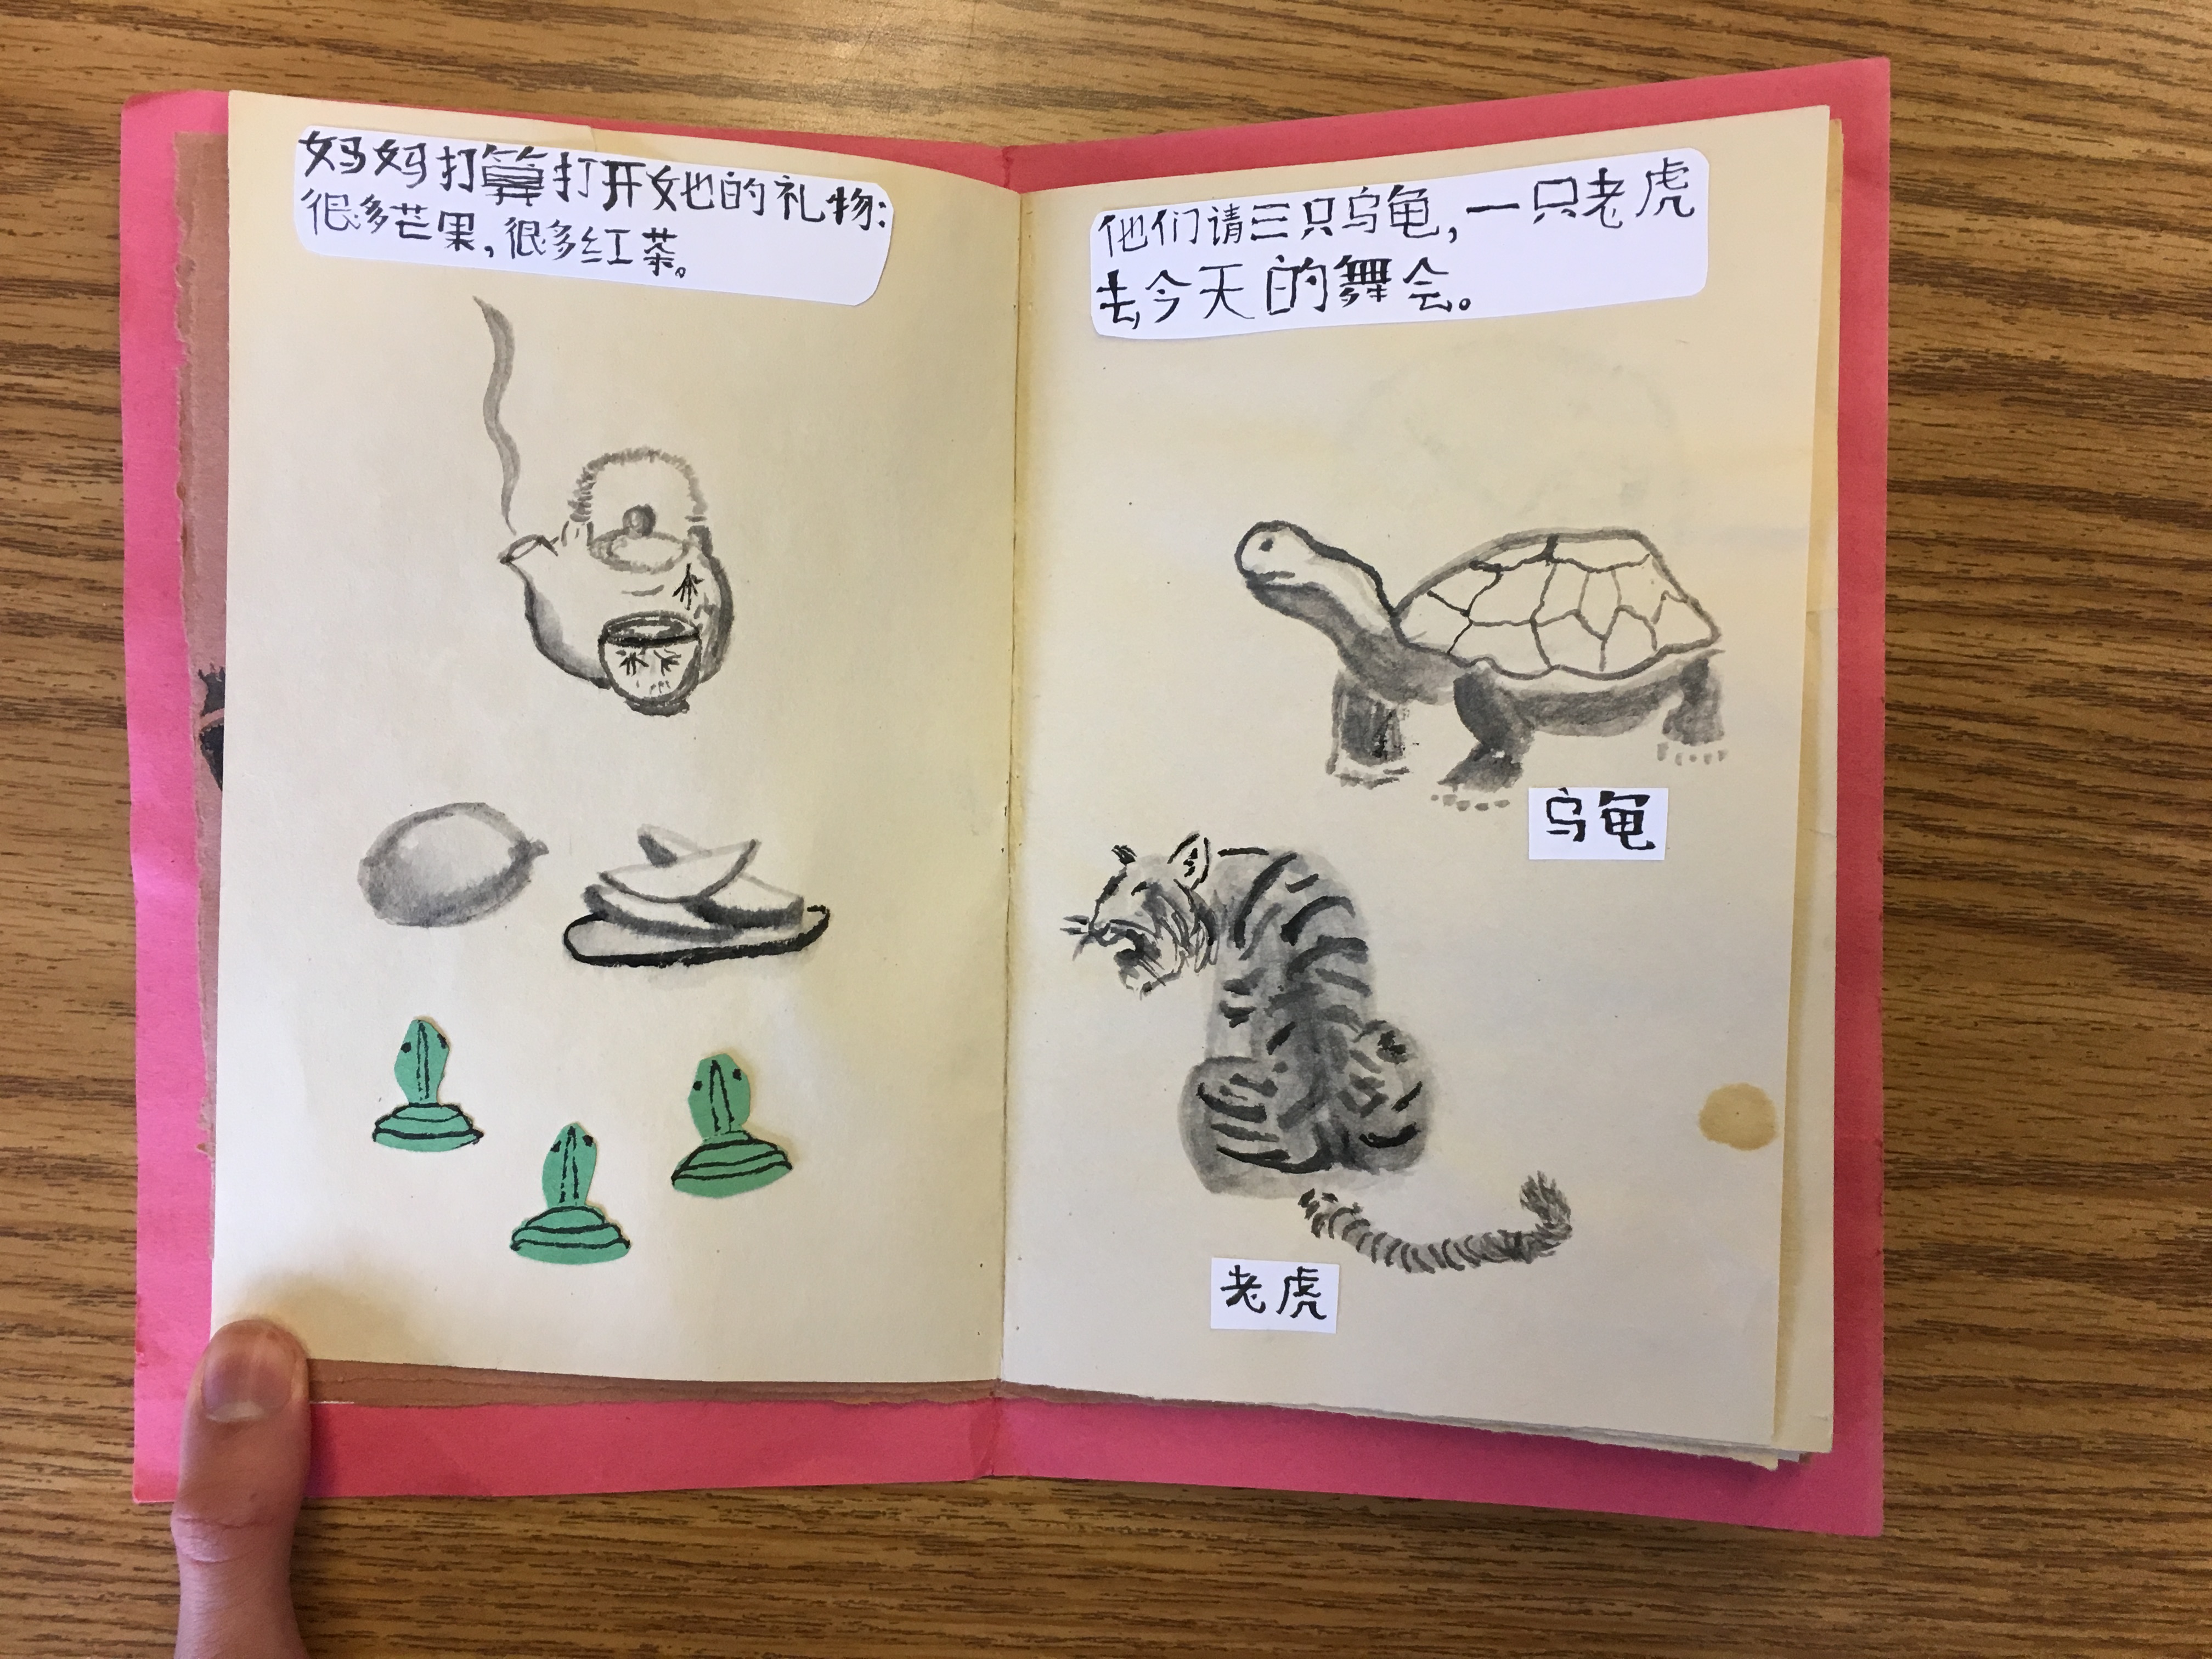 妈妈打算打开她的礼物:
很多芒果,很多红茶。
他们请三只乌龟,一只老虎
去今天的舞会。
乌龟
老虎